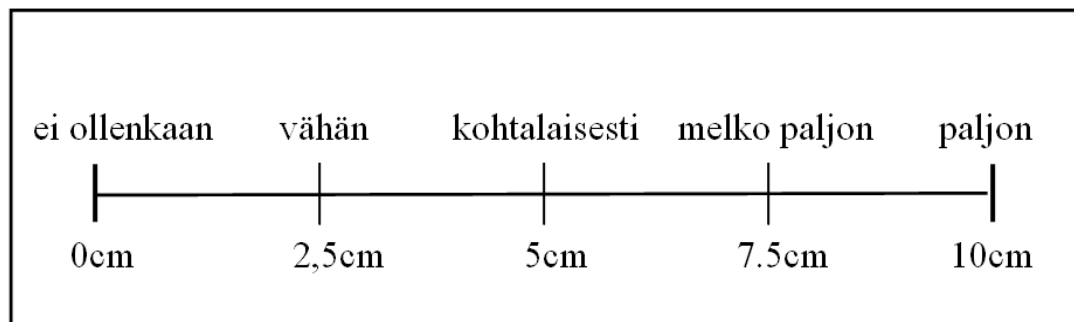 ei ollenkaan vähän kohtalaisesti melko paljon paljon
0cm 2,5cm 5cm 7.5cm 10cm